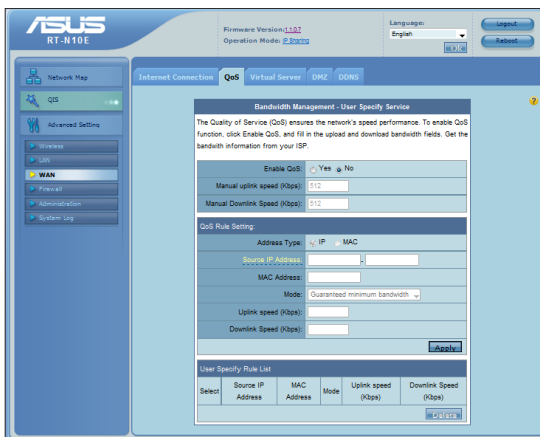 ASUS
RT-N10E
Firmware Version:1.1.0.7
Operation Mode: IP Sharing
Language:
English
Logout
Reboot
Network Map
QIS
Advanced Setting
Wireless
LAN
WAN
Firewall
Administration
System Log
Internet Connection QoS Virtual Server DMZ DDNS
Bandwidth Management - User Specify Service
The Quality of Service (QoS) ensures the network's speed performance. To enable QoS
function, click Enable QoS, and fill in the upload and download bandwidth fields. Get the
bandwith information from your ISP.
Enable QoS: Yes No
Manual uplink speed (Kbps): 512
Manual Downlink Speed (Kbps): 512
QoS Rule Setting:
Address Type: IP MAC
Source IP Address: -
MAC Address:
Mode: Guaranteed minimum bandwidth
Uplink speed (Kbps):
Downlink Speed (Kbps):
Apply
User Specify Rule List
Select Source IP Address MAC Address Mode Uplink speed (Kbps) Downlink Speed (Kbps)
Delete